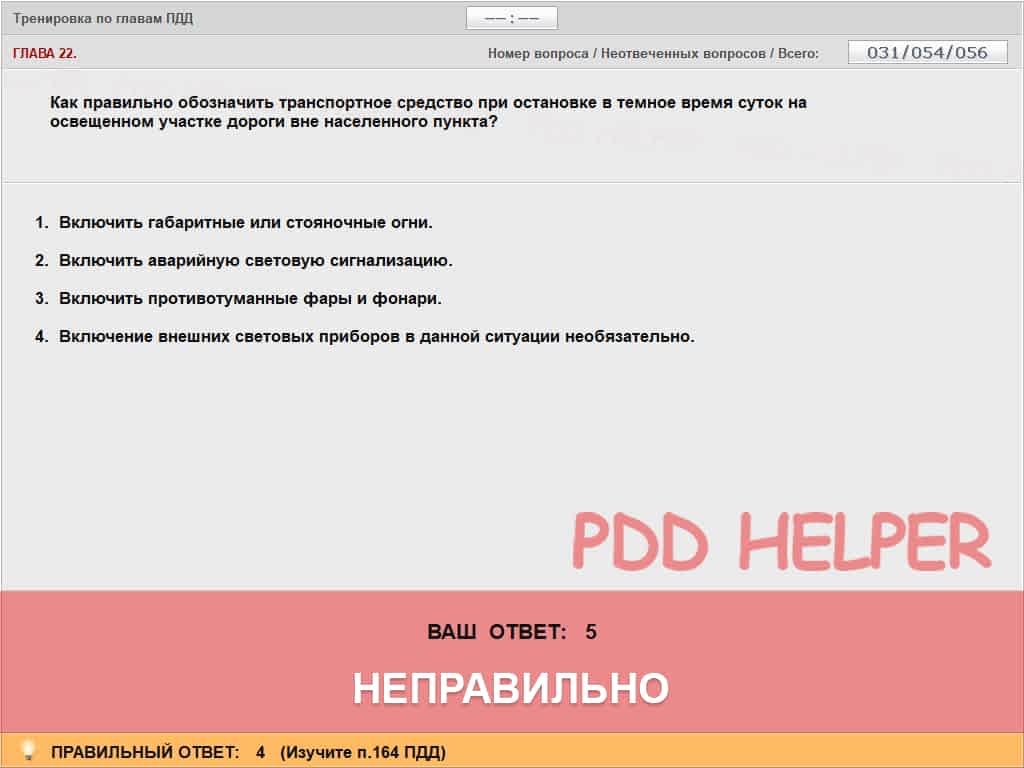 Тренировка по главам ПДД
—— : ——
ГЛАВА 22.
Номер вопроса / Неотвеченных вопросов / Всего:
031/054/056
Как правильно обозначить транспортное средство при остановке в темное время суток на
освещенном участке дороги вне населенного пункта?
1. Включить габаритные или стояночные огни.
2. Включить аварийную световую сигнализацию.
3. Включить противотуманные фары и фонари.
4. Включение внешних световых приборов в данной ситуации необязательно.
PDD HELPER
ВАШ ОТВЕТ: 5
НЕПРАВИЛЬНО
ПРАВИЛЬНЫЙ ОТВЕТ: 4 (Изучите п.164 ПДД)